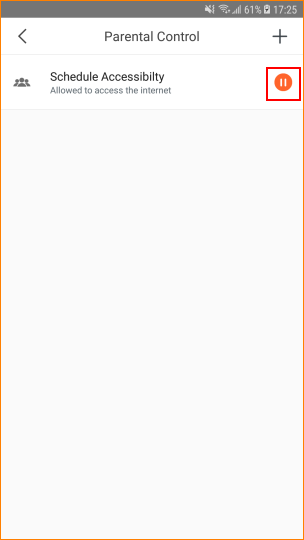 61% 17:25
Parental Control
Schedule Accessibilty
Allowed to access the internet